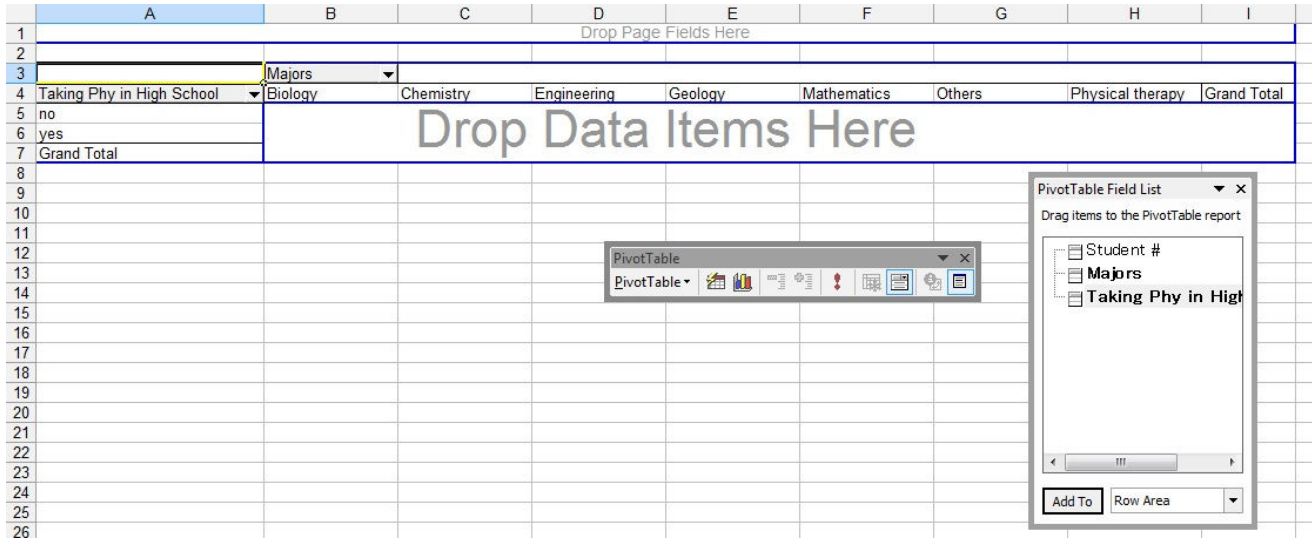 A B C D E F G H I
1 Drop Page Fields Here
2
3 Majors
4 Taking Phy in High School Biology Chemistry Engineering Geology Mathematics Others Physical therapy Grand Total
5 no
6 yes
Drop Data Items Here
7 Grand Total
8
9
10
11
12
13
14
15
16
17
18
19
20
21
22
23
24
25
26
PivotTable
PivotTable
PivotTable Field List
Drag items to the PivotTable report
Student #
Majors
Taking Phy in High
Add To Row Area